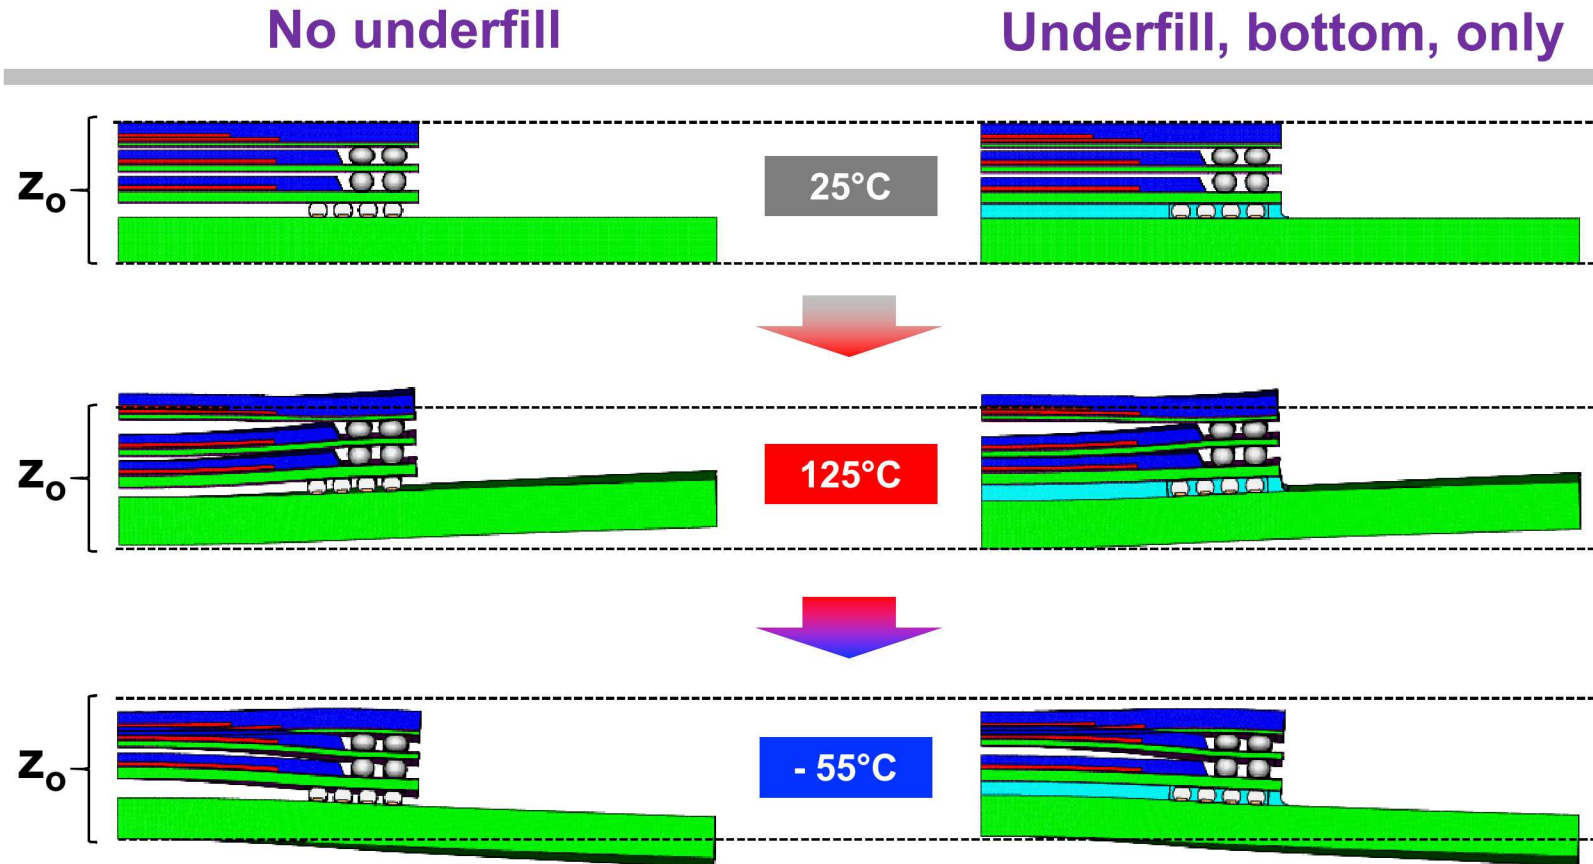 No underfill
Underfill, bottom, only
zo
25°C
zo
125°C
zo
- 55°C